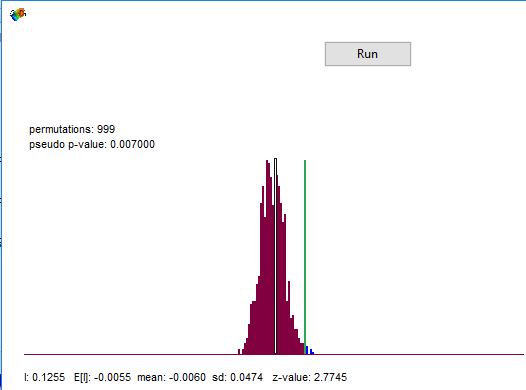 Run
permutations: 999
pseudo p-value: 0.007000
I: 0.1255 E[I]: -0.0055 mean: -0.0060 sd: 0.0474 z-value: 2.7745